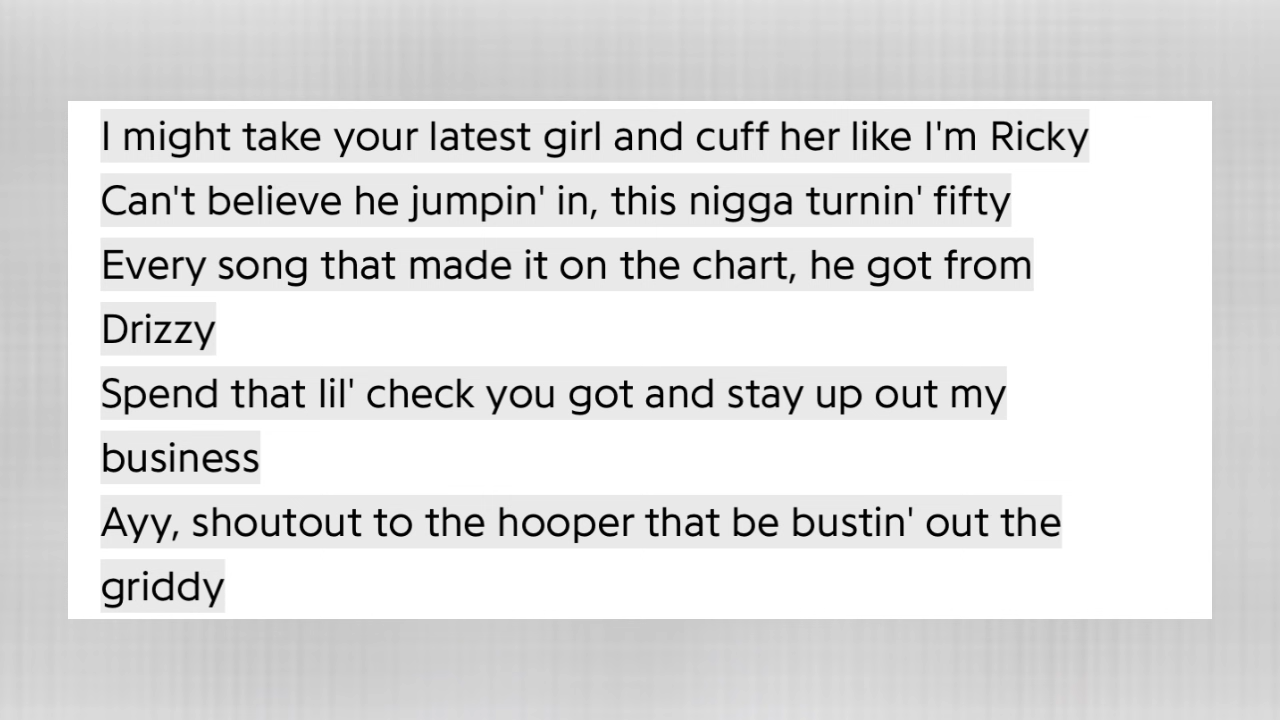 I might take your latest girl and cuff her like I'm Ricky
Can't believe he jumpin' in, this nigga turnin' fifty
Every song that made it on the chart, he got from
Drizzy
Spend that lil' check you got and stay up out my
business
Ayy, shoutout to the hooper that be bustin' out the
griddy